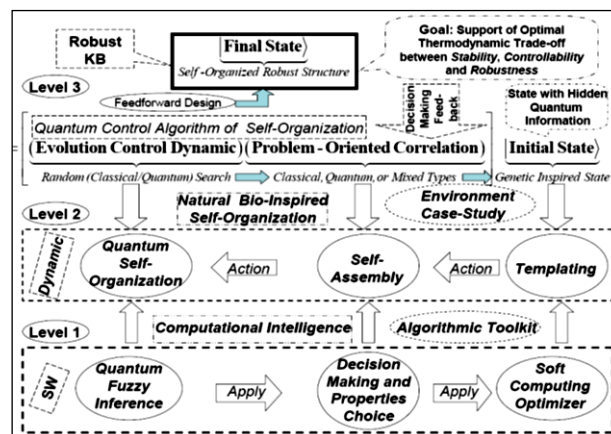 Robust
KB
Final State⟩
Self-Organized Robust Structure
Goal: Support of Optimal
Thermodynamic Trade-off
between Stability, Controllability
and Robustness
Level 3
Feedforward Design
Decision
Making
Feed-
back
State with Hidden
Quantum
Information
Quantum Control Algorithm of Self-Organization
= (Evolution Control Dynamic)(Problem-Oriented Correlation) |Initial State⟩
Random (Classical/Quantum) Search
Classical, Quantum, or Mixed Types
Genetic Inspired State
Level 2
Natural Bio-Inspired
Self-Organization
Environment
Case-Study
Dynamic
Quantum
Self-
Organization
Action
Self-
Assembly
Action
Templating
Level 1
Computational Intelligence
Algorithmic Toolkit
SW
Quantum
Fuzzy
Inference
Apply
Decision
Making and
Properties
Choice
Apply
Soft
Computing
Optimizer